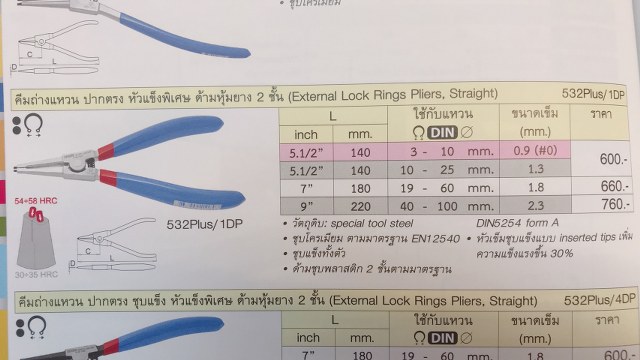 • ชุบโครเมียม
C
D
L
คีมถ่างแหวน ปากตรง หัวแข็งพิเศษ ด้ามหุ้มยาง 2 ชั้น (External Lock Rings Pliers, Straight) 532Plus/1DP
L ใช้กับแหวน ขนาดเข็ม ราคา
inch mm. DIN ∅ (mm.)
5.1/2" 140 3 - 10 mm. 0.9 (#0) 600.-
5.1/2" 140 10 - 25 mm. 1.3
7" 180 19 - 60 mm. 1.8 660.-
9" 220 40 - 100 mm. 2.3 760.-
54÷58 HRC
30÷35 HRC
532Plus/1DP
C
D
L
• วัตถุดิบ: special tool steel
• ชุบโครเมียม ตามมาตรฐาน EN12540
• ชุบแข็งทั้งตัว
• ด้ามชุบพลาสติก 2 ชั้นตามมาตรฐาน
DIN5254 form A
• หัวเข็มชุบแข็งแบบ inserted tips เพิ่ม
ความแข็งแรงขึ้น 30%
คีมถ่างแหวน ปากตรง ชุบแข็ง หัวแข็งพิเศษ ด้ามหุ้มยาง 2 ชั้น (External Lock Rings Pliers, Straight) 532Plus/4DP
L ใช้กับแหวน ขนาดเข็ม ราคา
inch mm. DIN ∅ (mm.)
7" 180 19 - 60 mm. 1.8 600.-